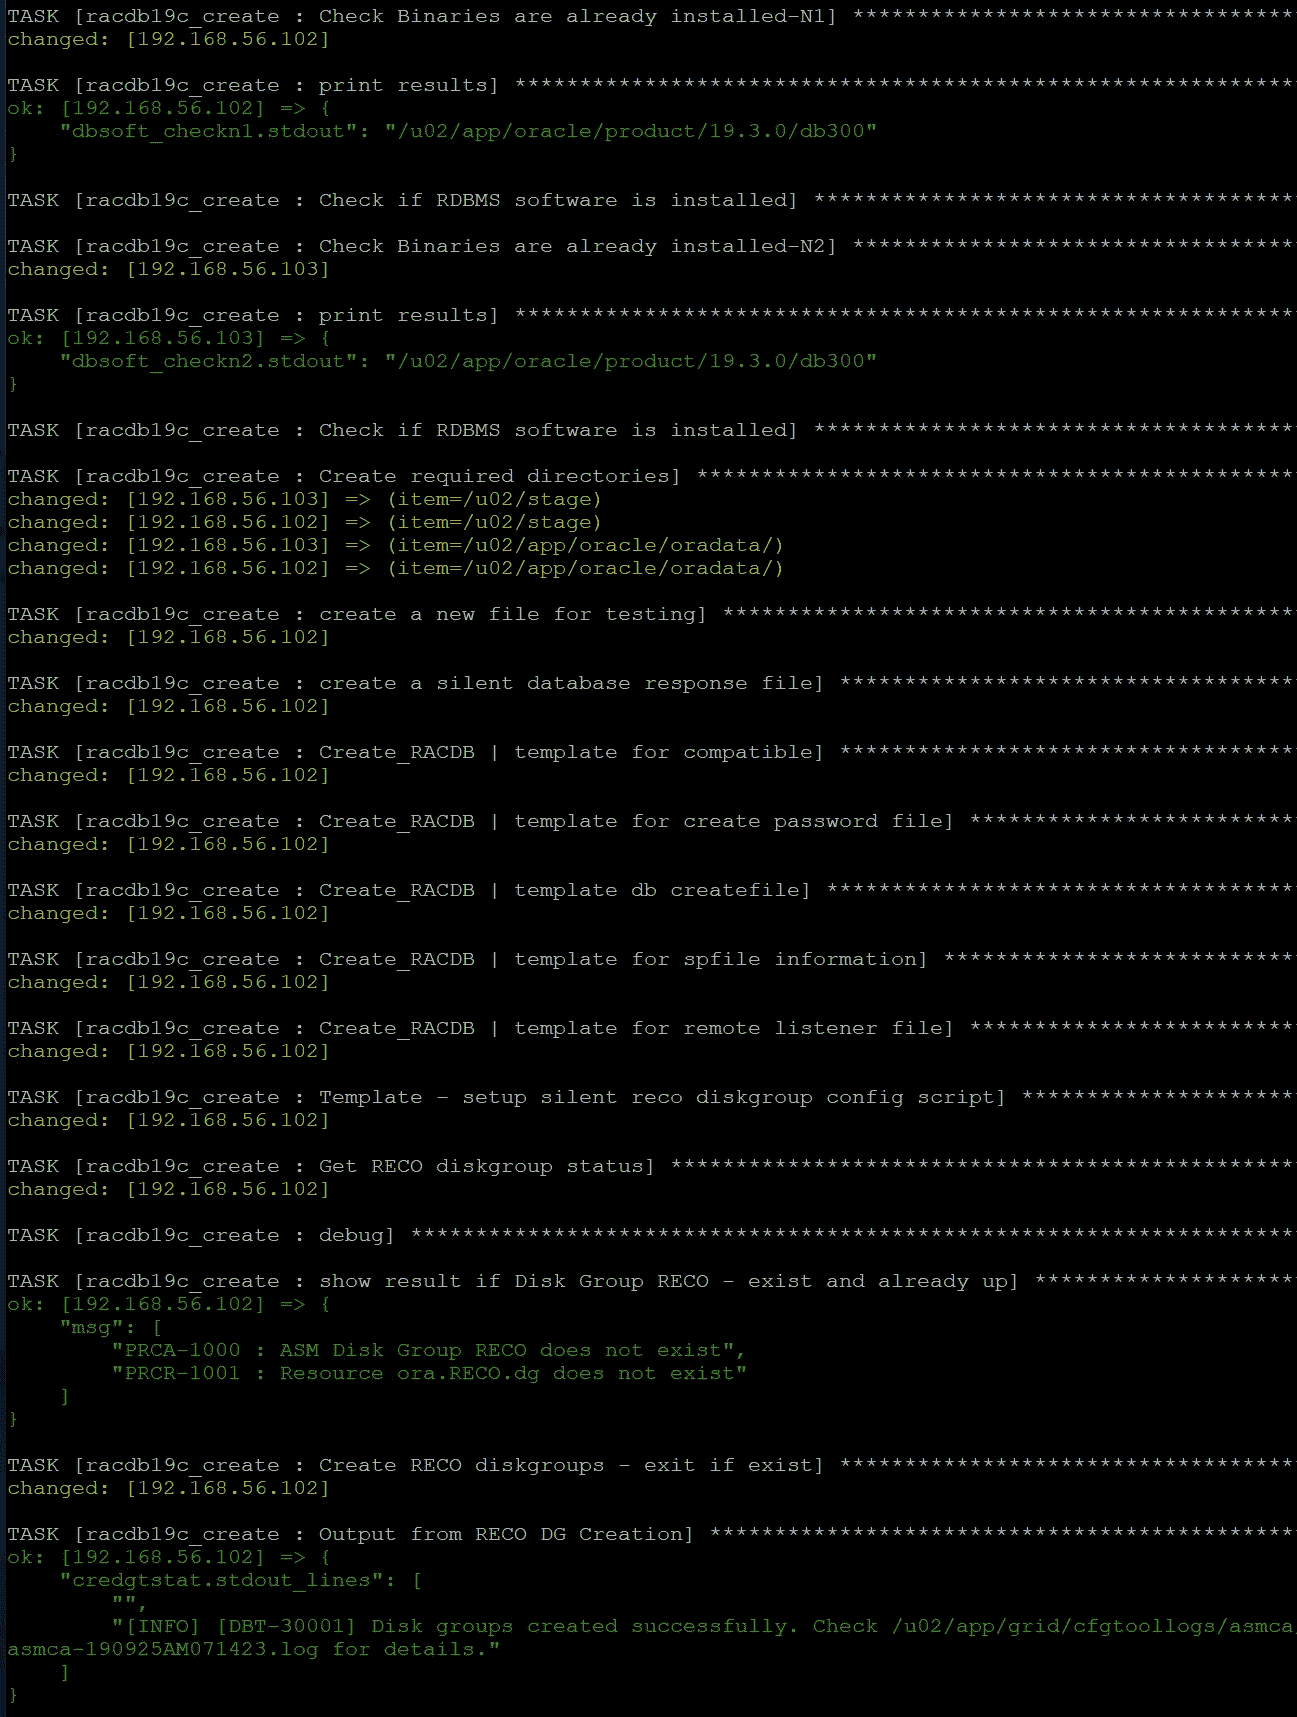 TASK [racdb19c_create : Check Binaries are already installed-N1] **********************************
changed: [192.168.56.102]
TASK [racdb19c_create : print results] ************************************************************
ok: [192.168.56.102] => {
    "dbsoft_checkn1.stdout": "/u02/app/oracle/product/19.3.0/db300"
}
TASK [racdb19c_create : Check if RDBMS software is installed] *************************************
TASK [racdb19c_create : Check Binaries are already installed-N2] **********************************
changed: [192.168.56.103]
TASK [racdb19c_create : print results] ************************************************************
ok: [192.168.56.103] => {
    "dbsoft_checkn2.stdout": "/u02/app/oracle/product/19.3.0/db300"
}
TASK [racdb19c_create : Check if RDBMS software is installed] *************************************
TASK [racdb19c_create : Create required directories] **********************************************
changed: [192.168.56.103] => (item=/u02/stage)
changed: [192.168.56.102] => (item=/u02/stage)
changed: [192.168.56.103] => (item=/u02/app/oracle/oradata/)
changed: [192.168.56.102] => (item=/u02/app/oracle/oradata/)
TASK [racdb19c_create : create a new file for testing] ********************************************
changed: [192.168.56.102]
TASK [racdb19c_create : create a silent database response file] ***********************************
changed: [192.168.56.102]
TASK [racdb19c_create : Create_RACDB | template for compatible] ***********************************
changed: [192.168.56.102]
TASK [racdb19c_create : Create_RACDB | template for create password file] *************************
changed: [192.168.56.102]
TASK [racdb19c_create : Create_RACDB | template db createfile] ************************************
changed: [192.168.56.102]
TASK [racdb19c_create : Create_RACDB | template for spfile information] ***************************
changed: [192.168.56.102]
TASK [racdb19c_create : Create_RACDB | template for remote listener file] *************************
changed: [192.168.56.102]
TASK [racdb19c_create : Template - setup silent reco diskgroup config script] *********************
changed: [192.168.56.102]
TASK [racdb19c_create : Get RECO diskgroup status] ************************************************
changed: [192.168.56.102]
TASK [racdb19c_create : debug] ********************************************************************
TASK [racdb19c_create : show result if Disk Group RECO - exist and already up] ********************
ok: [192.168.56.102] => {
    "msg": [
        "PRCA-1000 : ASM Disk Group RECO does not exist",
        "PRCR-1001 : Resource ora.RECO.dg does not exist"
    ]
}
TASK [racdb19c_create : Create RECO diskgroups - exit if exist] ***********************************
changed: [192.168.56.102]
TASK [racdb19c_create : Output from RECO DG Creation] *********************************************
ok: [192.168.56.102] => {
    "credgtstat.stdout_lines": [
        "",
        "[INFO] [DBT-30001] Disk groups created successfully. Check /u02/app/grid/cfgtoollogs/asmca/
asmca-190925AM071423.log for details."
    ]
}